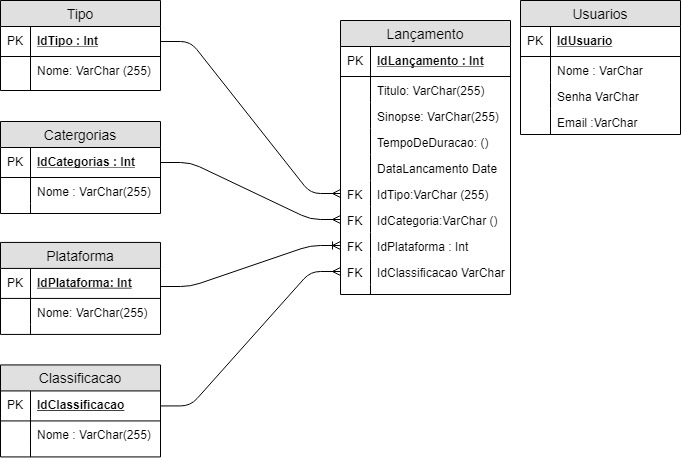 Tipo
PK IdTipo : Int
Nome: VarChar (255)
Catergorias
PK IdCategorias : Int
Nome : VarChar(255)
Plataforma
PK IdPlataforma: Int
Nome: VarChar(255)
Classificacao
PK IdClassificacao
Nome : VarChar(255)
Lançamento
PK IdLançamento : Int
Titulo: VarChar(255)
Sinopse: VarChar(255)
TempoDeDuracao: ()
DataLancamento Date
FK IdTipo:VarChar (255)
FK IdCategoria:VarChar ()
FK IdPlataforma : Int
FK IdClassificacao VarChar
Usuarios
PK IdUsuario
Nome : VarChar
Senha VarChar
Email :VarChar